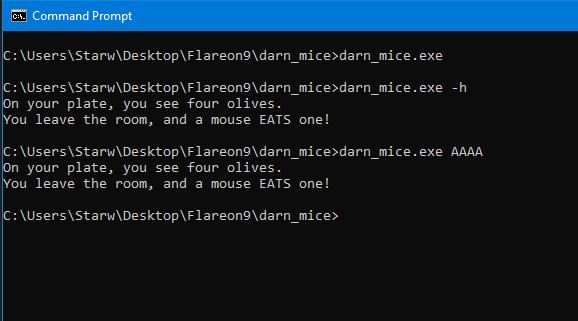 Command Prompt
C:\Users\Starw\Desktop\Flareon9\darn_mice>darn_mice.exe
C:\Users\Starw\Desktop\Flareon9\darn_mice>darn_mice.exe -h
On your plate, you see four olives.
You leave the room, and a mouse EATS one!
C:\Users\Starw\Desktop\Flareon9\darn_mice>darn_mice.exe AAAA
On your plate, you see four olives.
You leave the room, and a mouse EATS one!
C:\Users\Starw\Desktop\Flareon9\darn_mice>